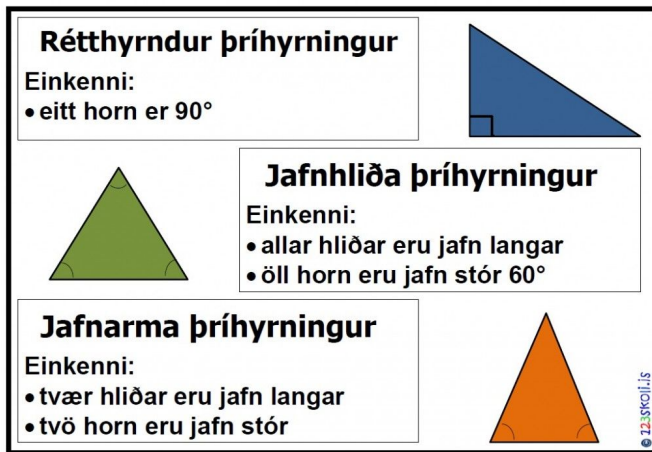 Rétthyrndur þríhyrningur
Einkenni:
• eitt horn er 90°
Jafnhliða þríhyrningur
Einkenni:
• allar hliðar eru jafn langar
• öll horn eru jafn stór 60°
Jafnarma þríhyrningur
Einkenni:
• tvær hliðar eru jafn langar
• tvö horn eru jafn stór
© 123skoli.is